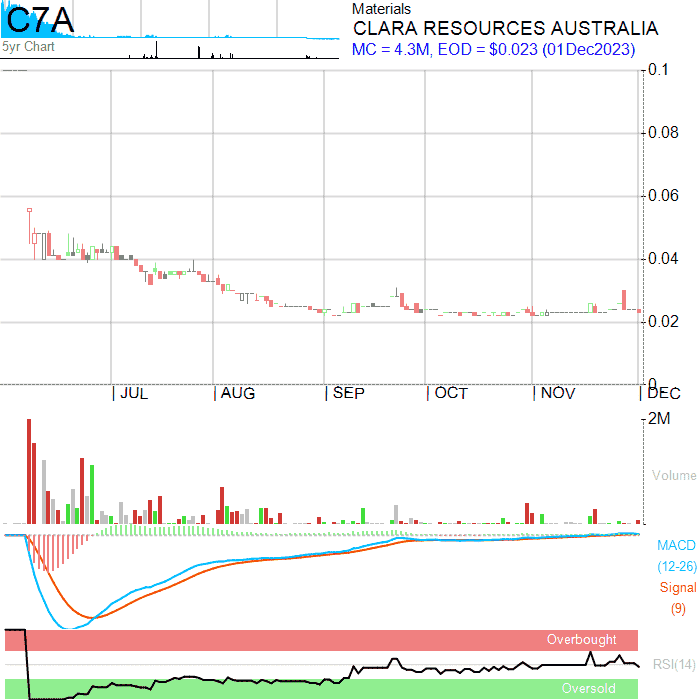 C7A
5yr Chart
Materials
CLARA RESOURCES AUSTRALIA
MC = 4.3M, EOD = $0.023 (01Dec2023)
0.1
0.08
0.06
0.04
0.02
0
JUL AUG SEP OCT NOV DEC
2M
Volume
MACD
(12-26)
Signal
(9)
Overbought
RSI(14)
Oversold